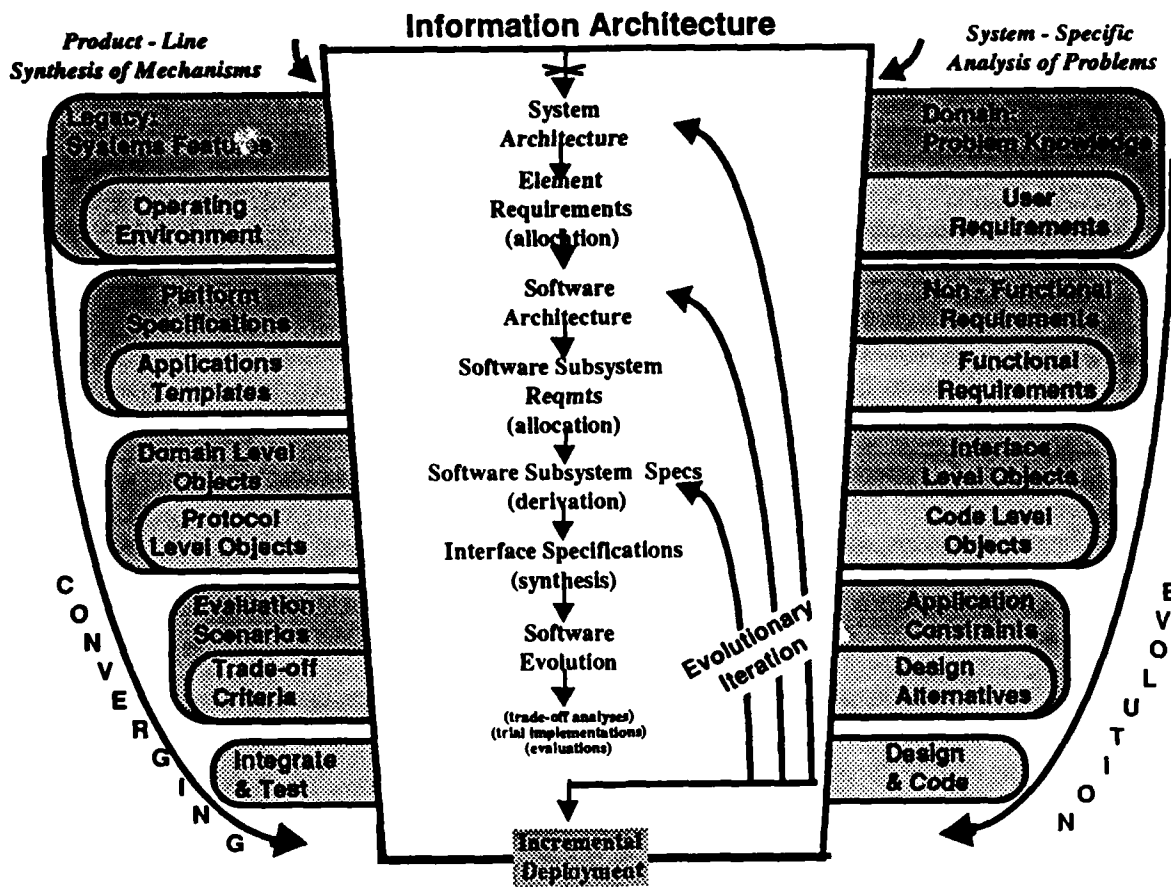 Information Architecture
Product - Line
Synthesis of Mechanisms
System - Specific
Analysis of Problems
Legacy:
Systems Features
Operating
Environment
Platform
Specifications
Applications
Templates
Domain Level
Objects
Protocol
Level Objects
Evaluation
Scenarios
Trade-off
Criteria
Integrate
& Test
CONVERGING
System
Architecture
Element
Requirements
(allocation)
Software
Architecture
Software Subsystem
Reqmts
(allocation)
Software Subsystem Specs
(derivation)
Interface Specifications
(synthesis)
Software
Evolution
(trade-off analyses)
(trial implementations)
(evaluations)
Incremental
Deployment
Evolutionary
Iteration
Domain:
Problem Knowledge
User
Requirements
Non - Functional
Requirements
Functional
Requirements
Interface
Level Objects
Code Level
Objects
Application
Constraints
Design
Alternatives
Design
& Code
EVOLUTION